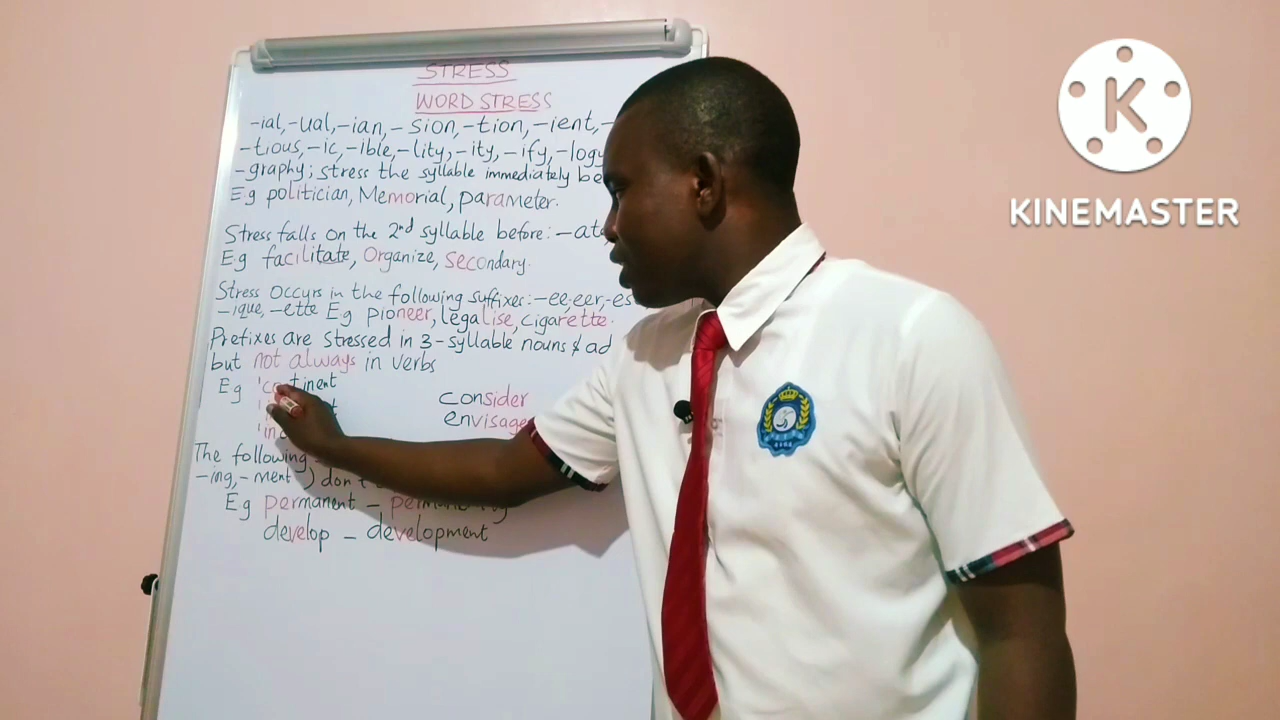 STRESS
WORD STRESS
-ial, -ual, -ian, -sion, -tion, -ient, -
-tious, -ic, -ible, -lity, -ity, -ify, -logy
-graphy; stress the syllable immediately be
Eg politician, Memorial, parameter.
Stress falls on the 2nd syllable before: -ate,
Eg facilitate, Organize, secondary.
Stress occurs in the following suffixes: -ee, eer, -es
-ique, -ette Eg pioneer, legalise, cigarette.
Prefixes are stressed in 3-syllable nouns & ad
but not always in verbs
Eg 'continent
consider
envisage
The following
-ing, -ment) don't
Eg permanent -
develop - development
K
KINEMASTER